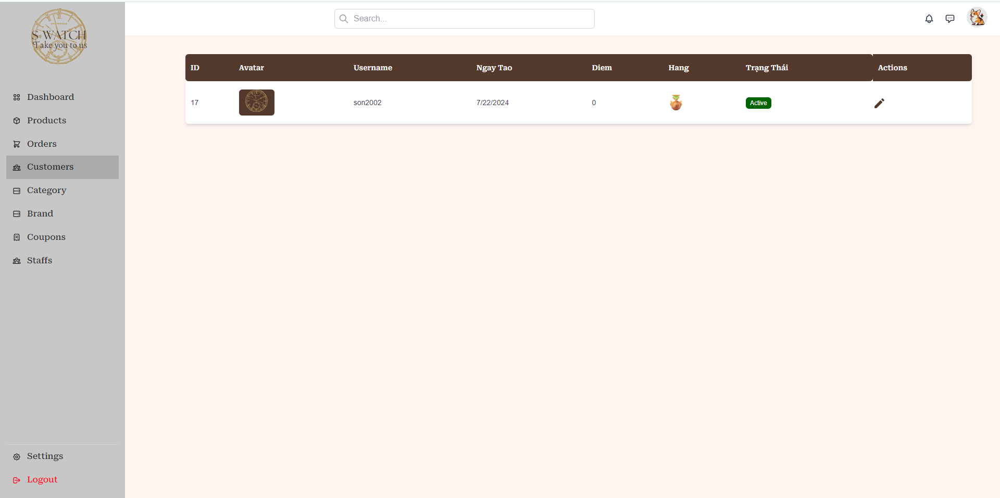 S-WATCH
Take you to us
Search...
Dashboard
Products
Orders
Customers
Category
Brand
Coupons
Staffs
Settings
Logout
ID Avatar Username Ngay Tao Diem Hang Trạng Thái Actions
17 son2002 7/22/2024 0 Active